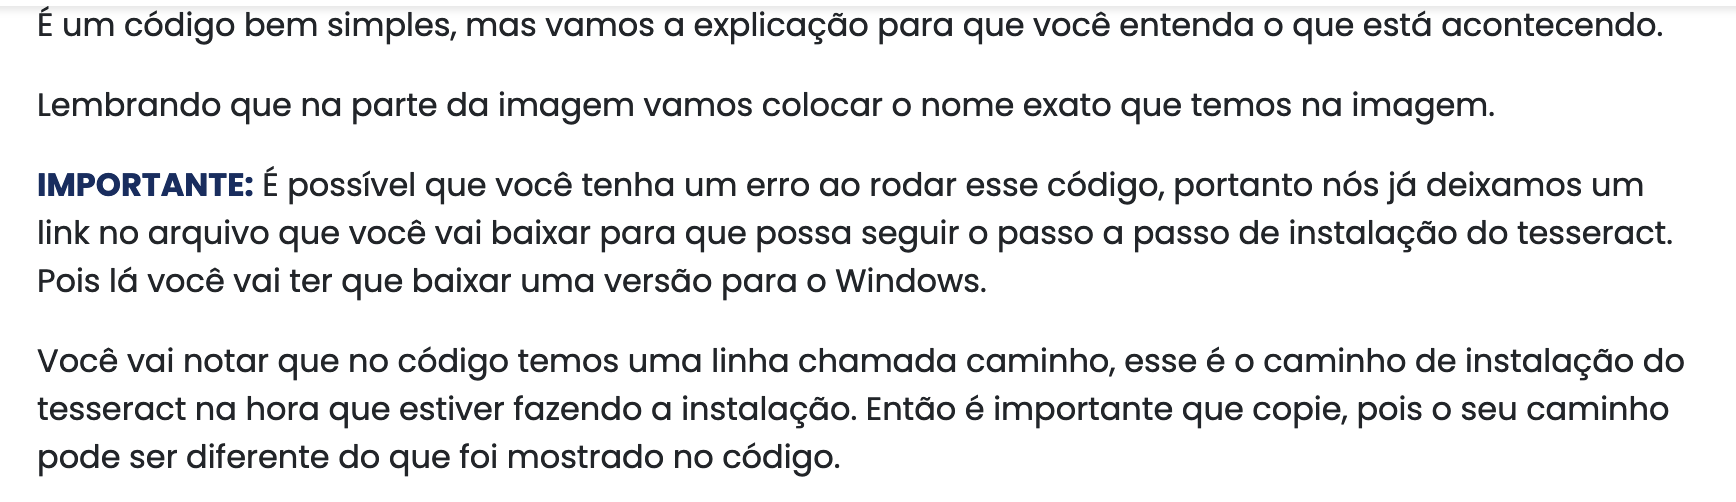 É um código bem simples, mas vamos a explicação para que você entenda o que está acontecendo.
Lembrando que na parte da imagem vamos colocar o nome exato que temos na imagem.
IMPORTANTE: É possível que você tenha um erro ao rodar esse código, portanto nós já deixamos um
link no arquivo que você vai baixar para que possa seguir o passo a passo de instalação do tesseract.
Pois lá você vai ter que baixar uma versão para o Windows.
Você vai notar que no código temos uma linha chamada caminho, esse é o caminho de instalação do
tesseract na hora que estiver fazendo a instalação. Então é importante que copie, pois o seu caminho
pode ser diferente do que foi mostrado no código.